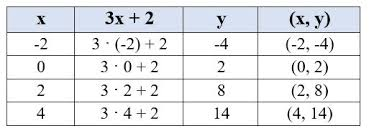 x 3x + 2 y (x, y)
-2 3 · (-2) + 2 -4 (-2, -4)
0 3 · 0 + 2 2 (0, 2)
2 3 · 2 + 2 8 (2, 8)
4 3 · 4 + 2 14 (4, 14)